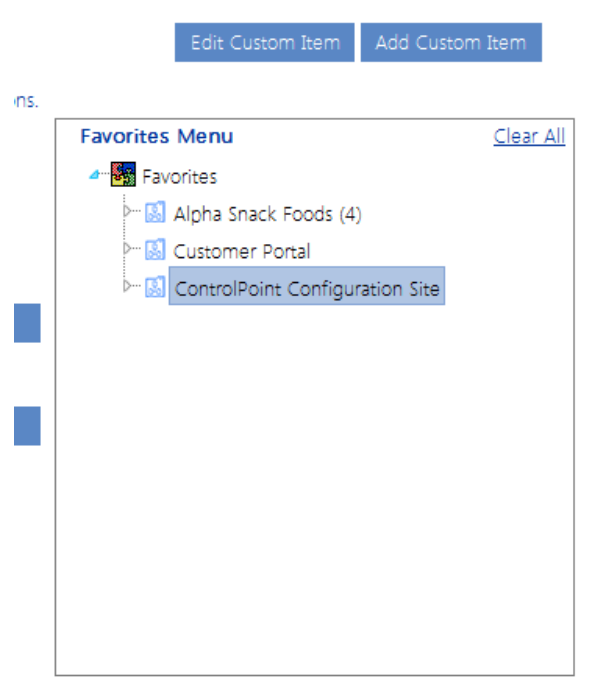 Edit Custom Item Add Custom Item
ns.
Favorites Menu Clear All
Favorites
Alpha Snack Foods (4)
Customer Portal
ControlPoint Configuration Site